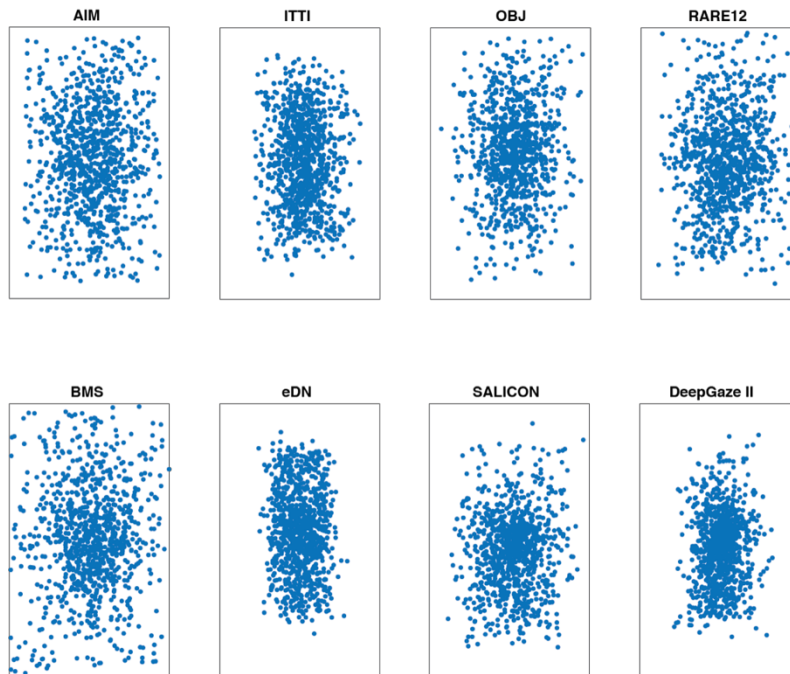 AIM
ITTI
OBJ
RARE12
BMS
eDN
SALICON
DeepGaze II